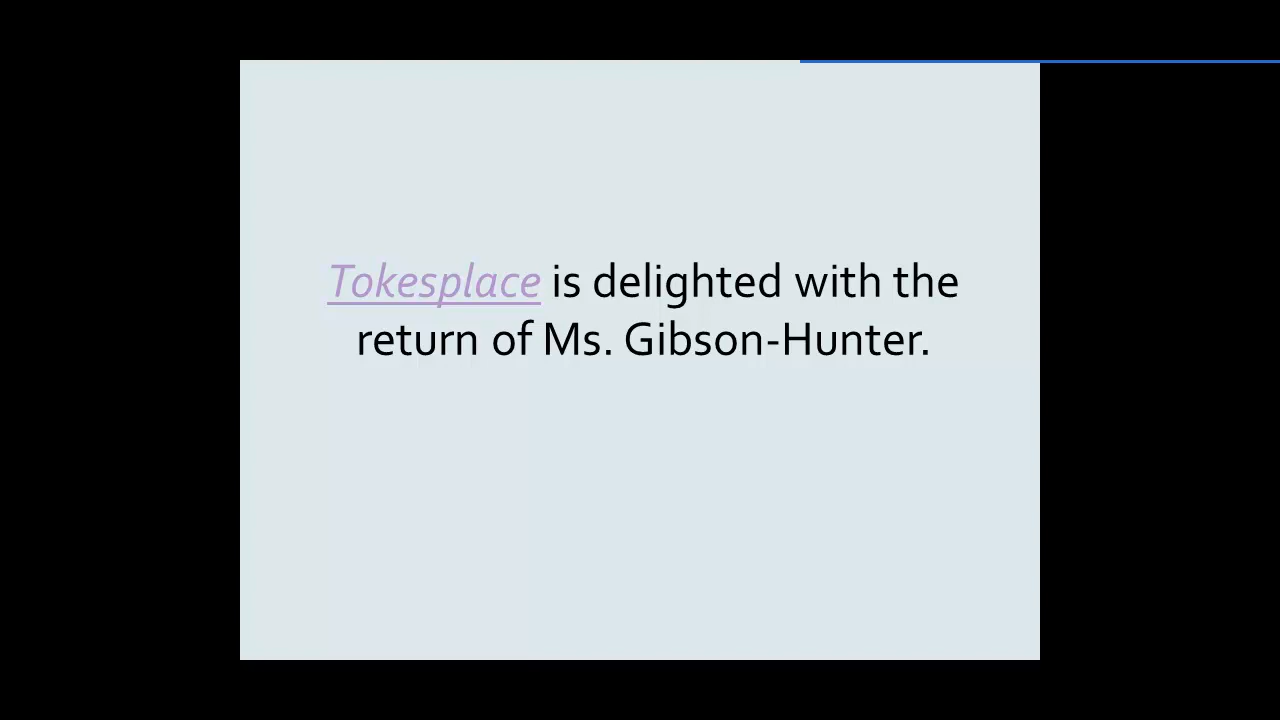 Tokesplace is delighted with the
return of Ms. Gibson-Hunter.